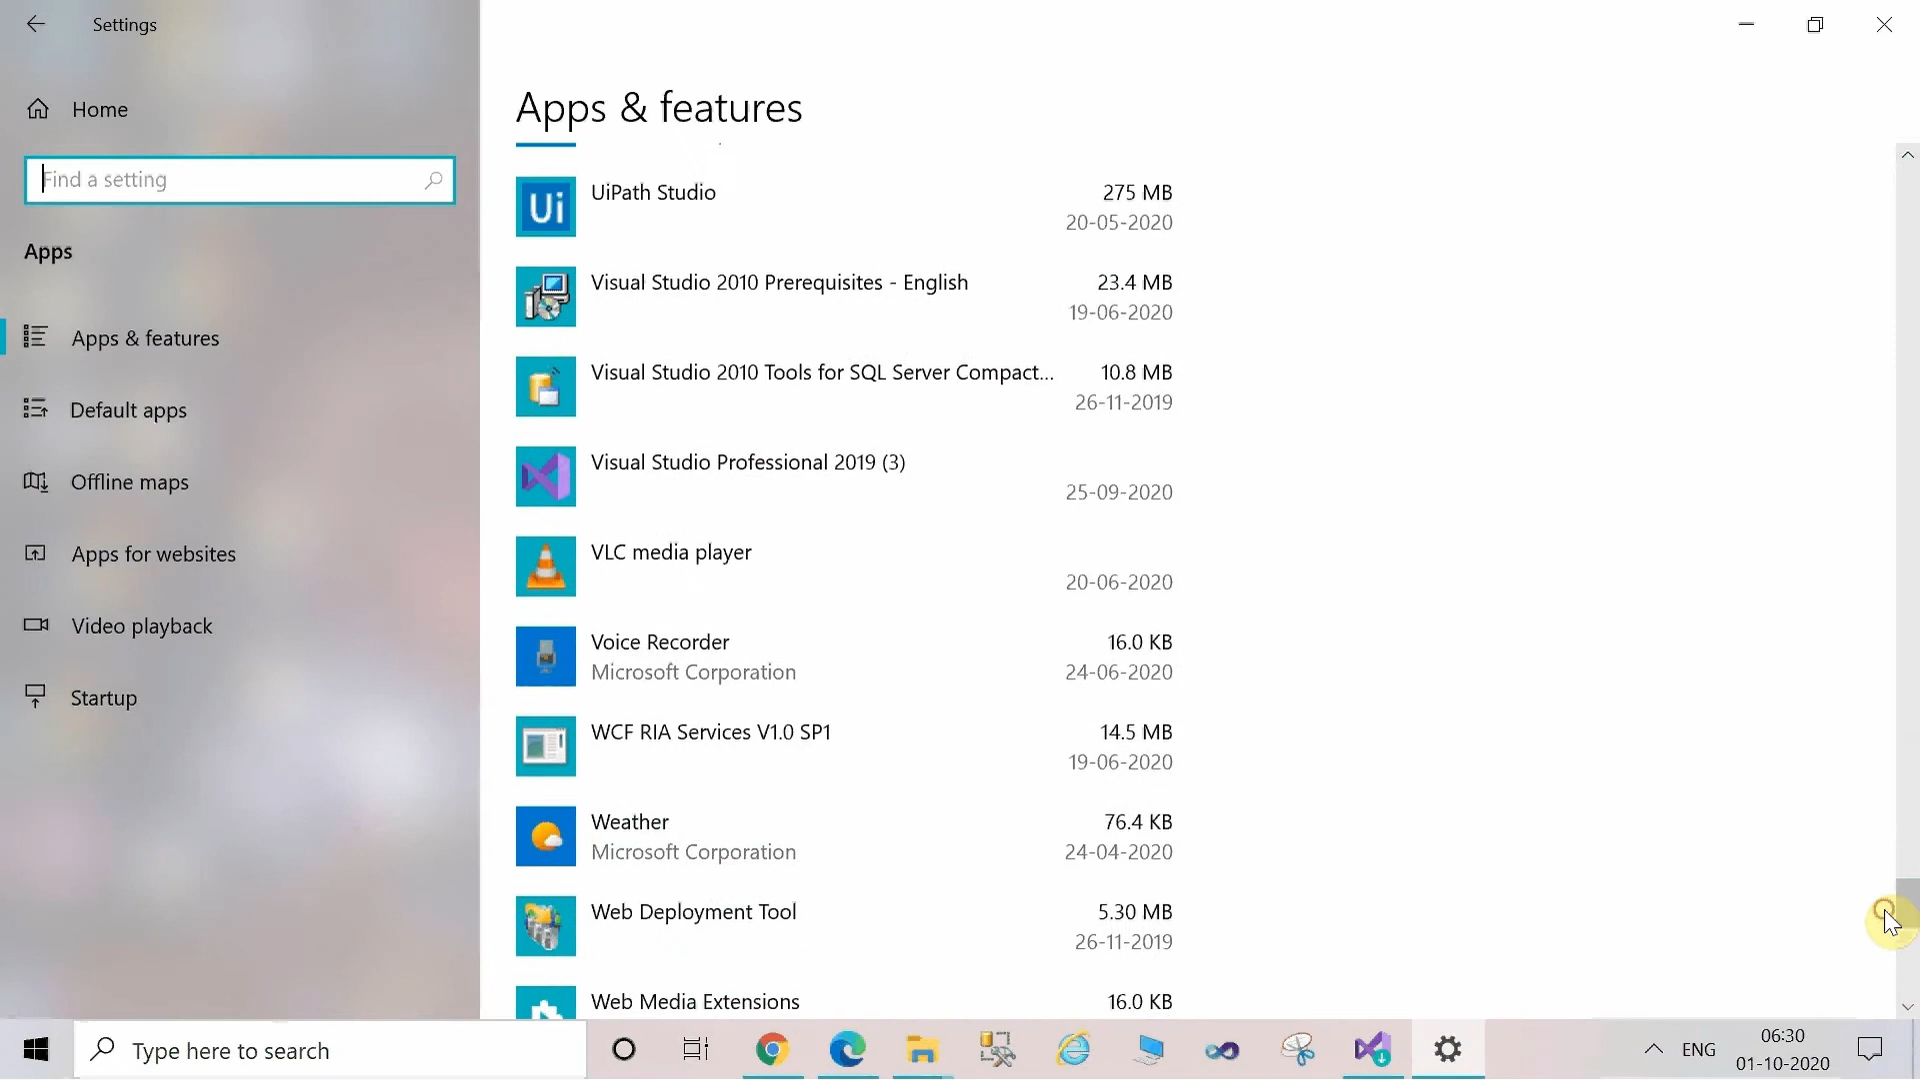 Settings
Home
Find a setting
Apps
Apps & features
Default apps
Offline maps
Apps for websites
Video playback
Startup
Apps & features
Ui
UiPath Studio
275 MB
20-05-2020
Visual Studio 2010 Prerequisites - English
23.4 MB
19-06-2020
Visual Studio 2010 Tools for SQL Server Compact...
10.8 MB
26-11-2019
Visual Studio Professional 2019 (3)
25-09-2020
VLC media player
20-06-2020
Voice Recorder
16.0 KB
Microsoft Corporation
24-06-2020
WCF RIA Services V1.0 SP1
14.5 MB
19-06-2020
Weather
76.4 KB
Microsoft Corporation
24-04-2020
Web Deployment Tool
5.30 MB
26-11-2019
Web Media Extensions
16.0 KB
Type here to search
ENG
06:30
01-10-2020